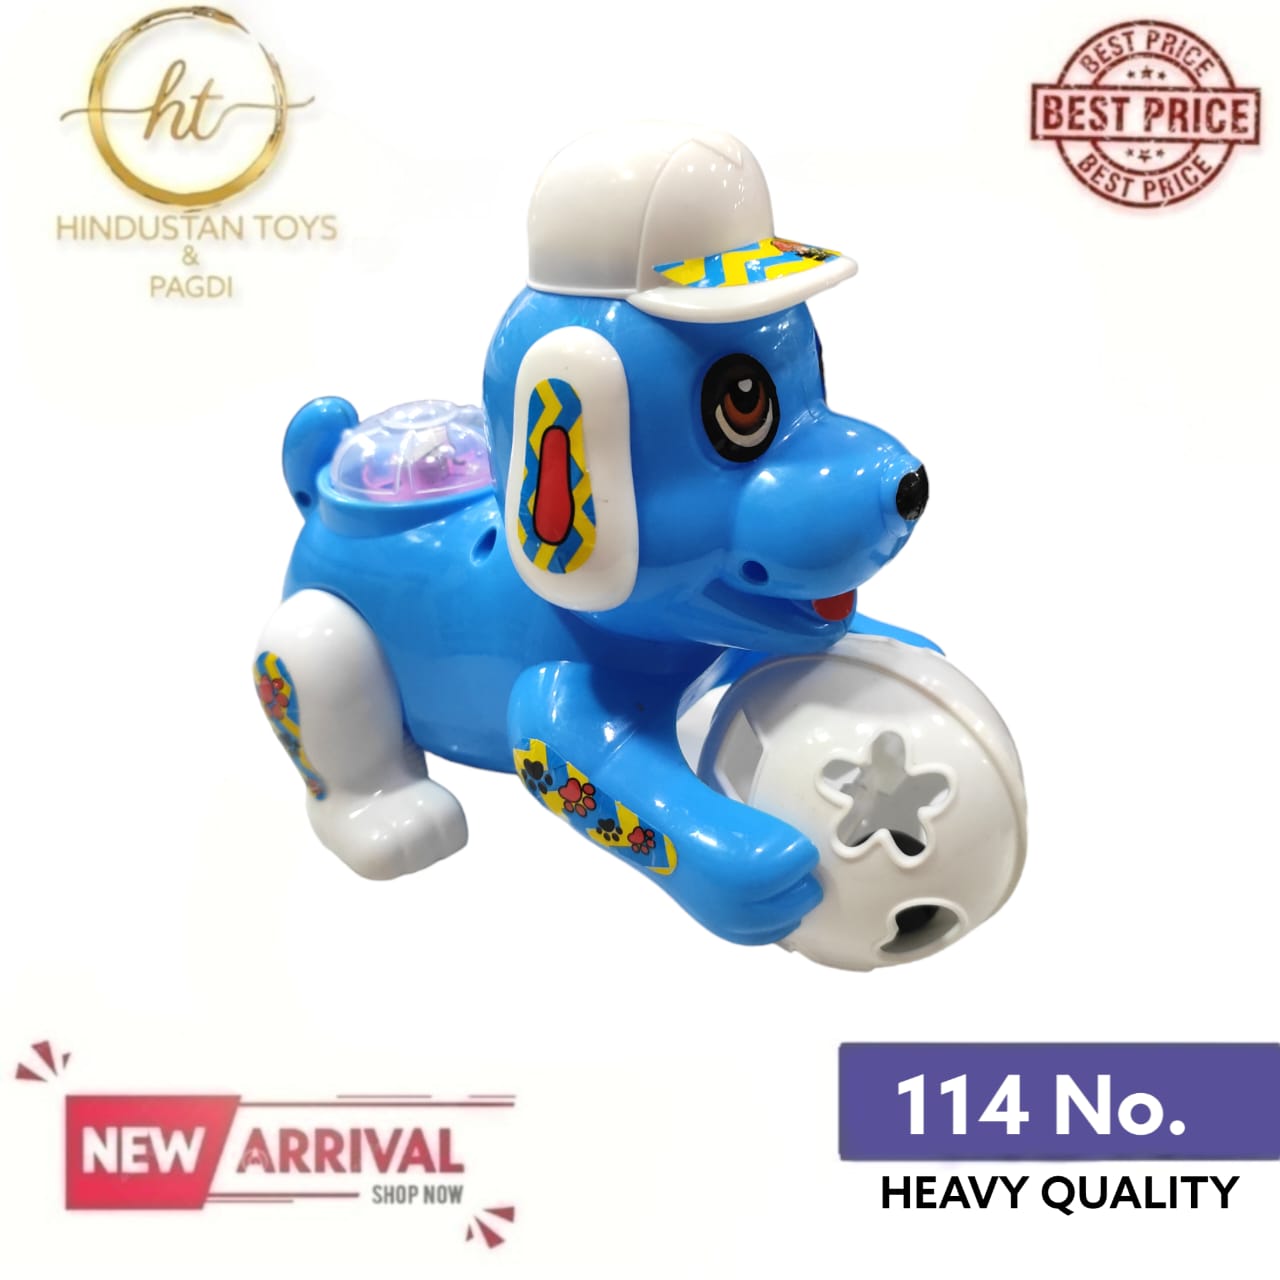 ht
HINDUSTAN TOYS
&
PAGDI
BEST PRICE
BEST PRICE
BEST PRICE
NEW ARRIVAL
SHOP NOW
114 No.
HEAVY QUALITY